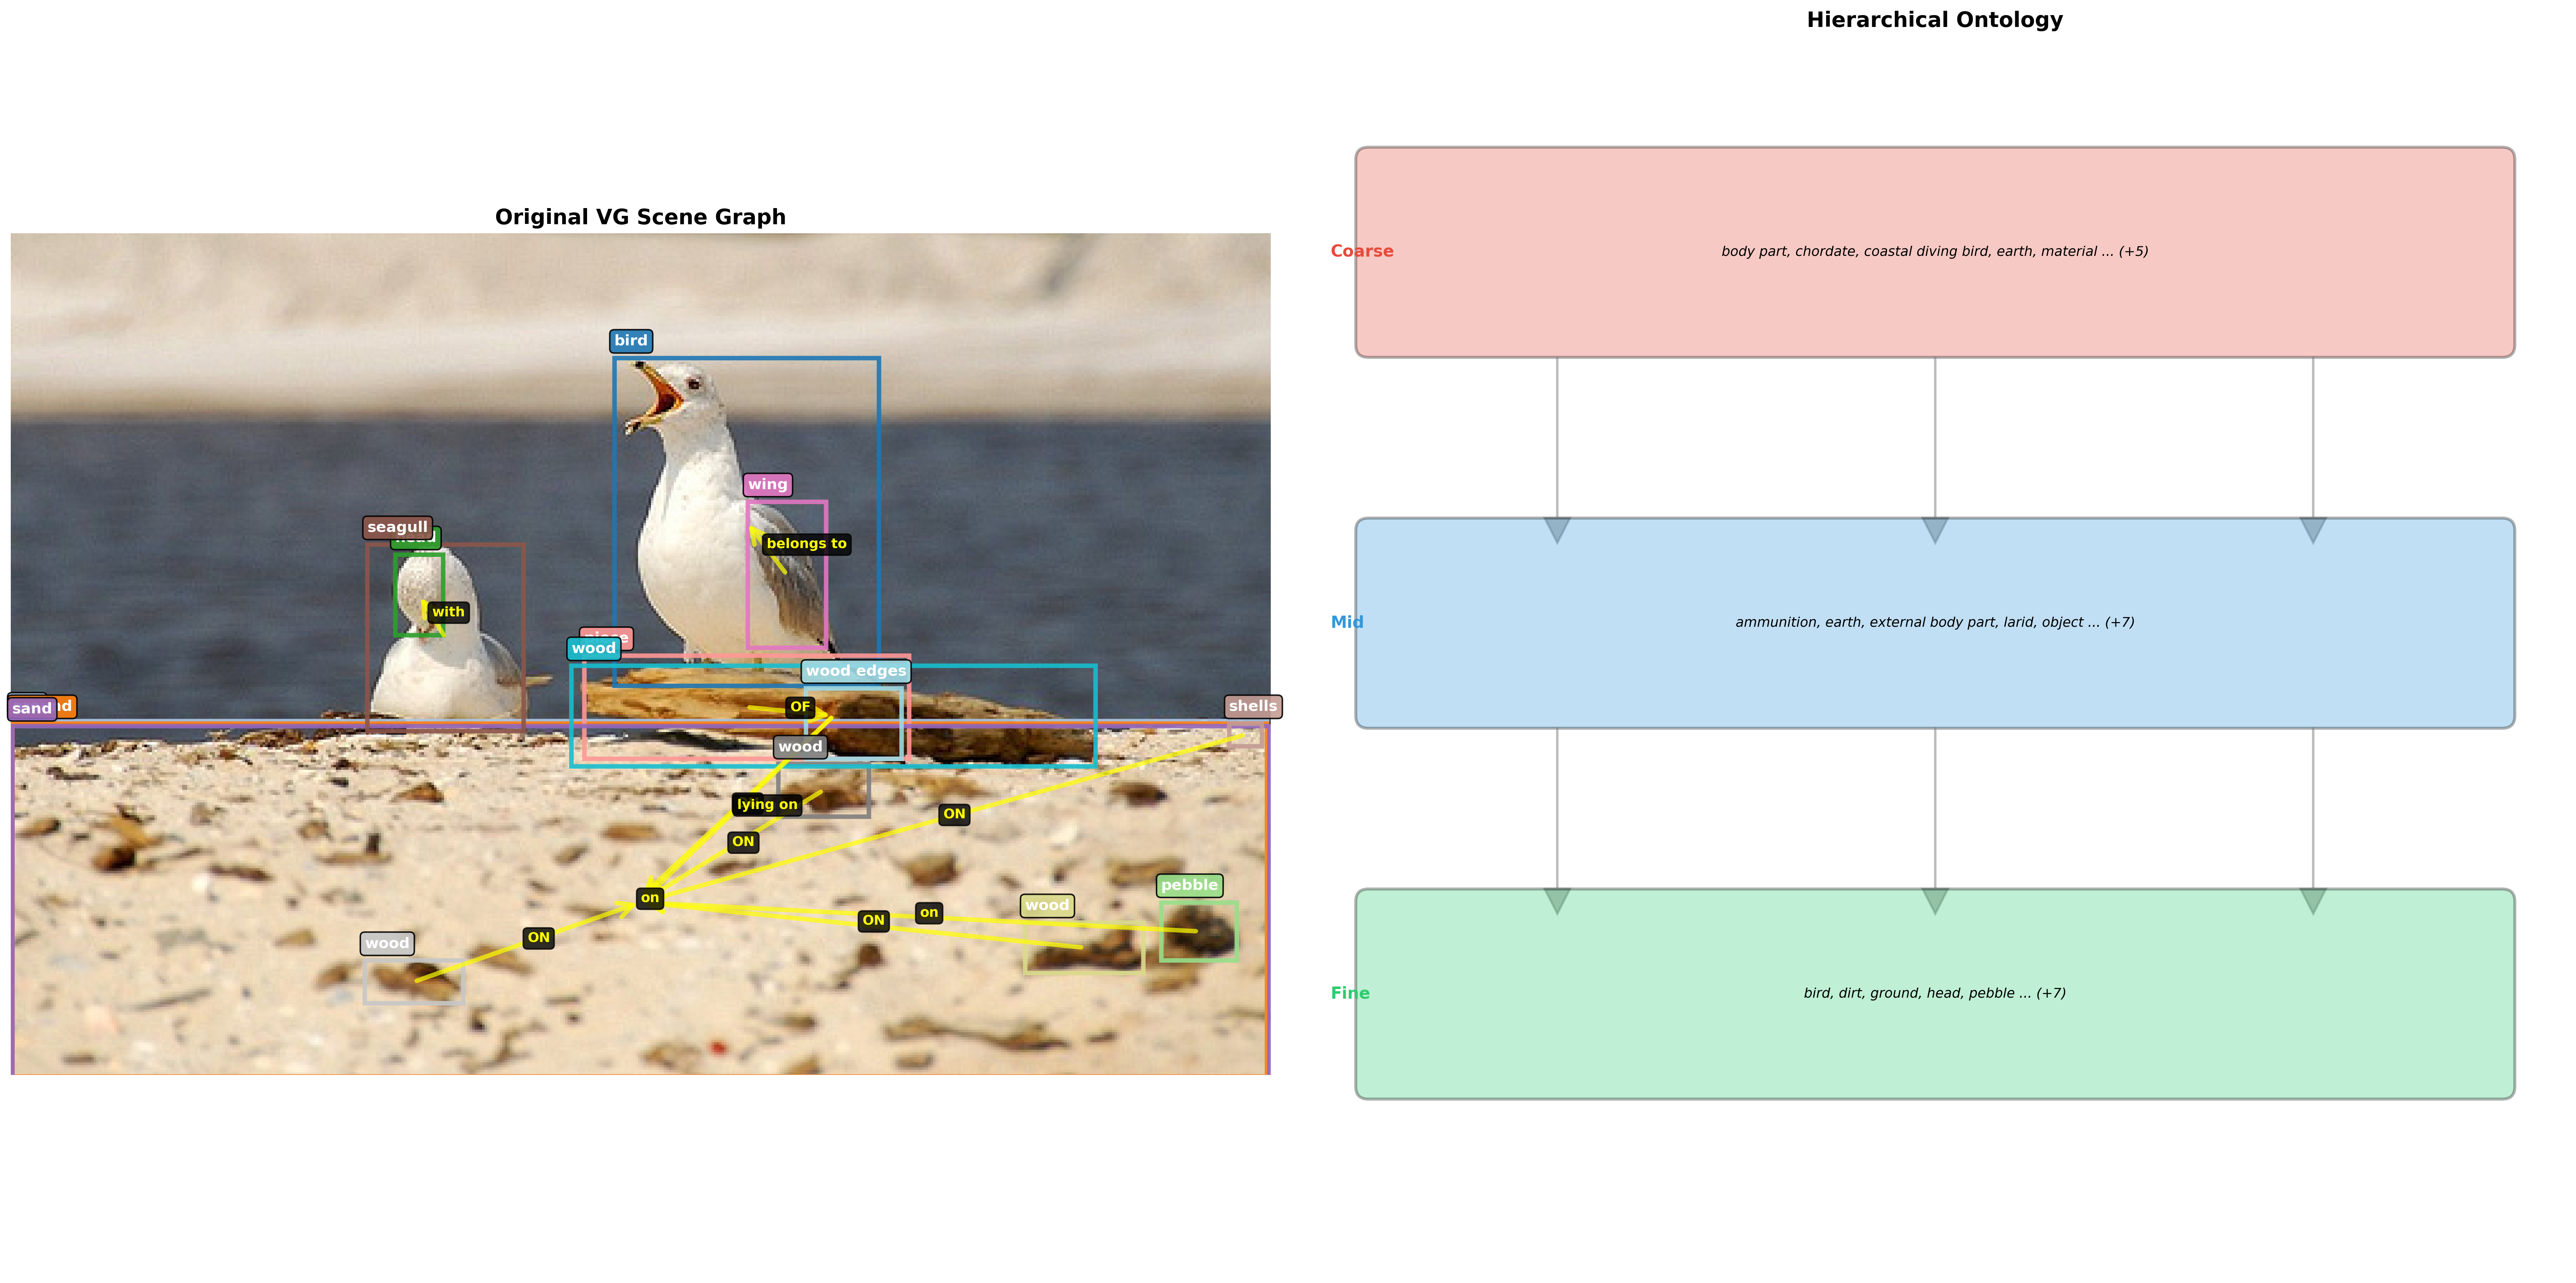 Hierarchical Ontology
Original VG Scene Graph
bird
wing
belongs to
seagull
with
wood
wood edges
OF
sand
shells
wood
lying on
ON
ON
on
ON
on
ON
wood
pebble
wood
Coarse
body part, chordate, coastal diving bird, earth, material ... (+5)
Mid
ammunition, earth, external body part, larid, object ... (+7)
Fine
bird, dirt, ground, head, pebble ... (+7)